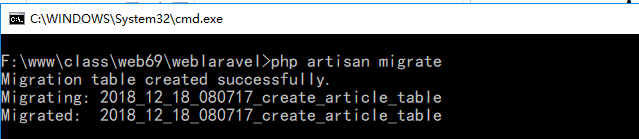 C:\WINDOWS\System32\cmd.exe
F:\www\class\web69\weblaravel>php artisan migrate
Migration table created successfully.
Migrating: 2018_12_18_080717_create_article_table
Migrated:  2018_12_18_080717_create_article_table